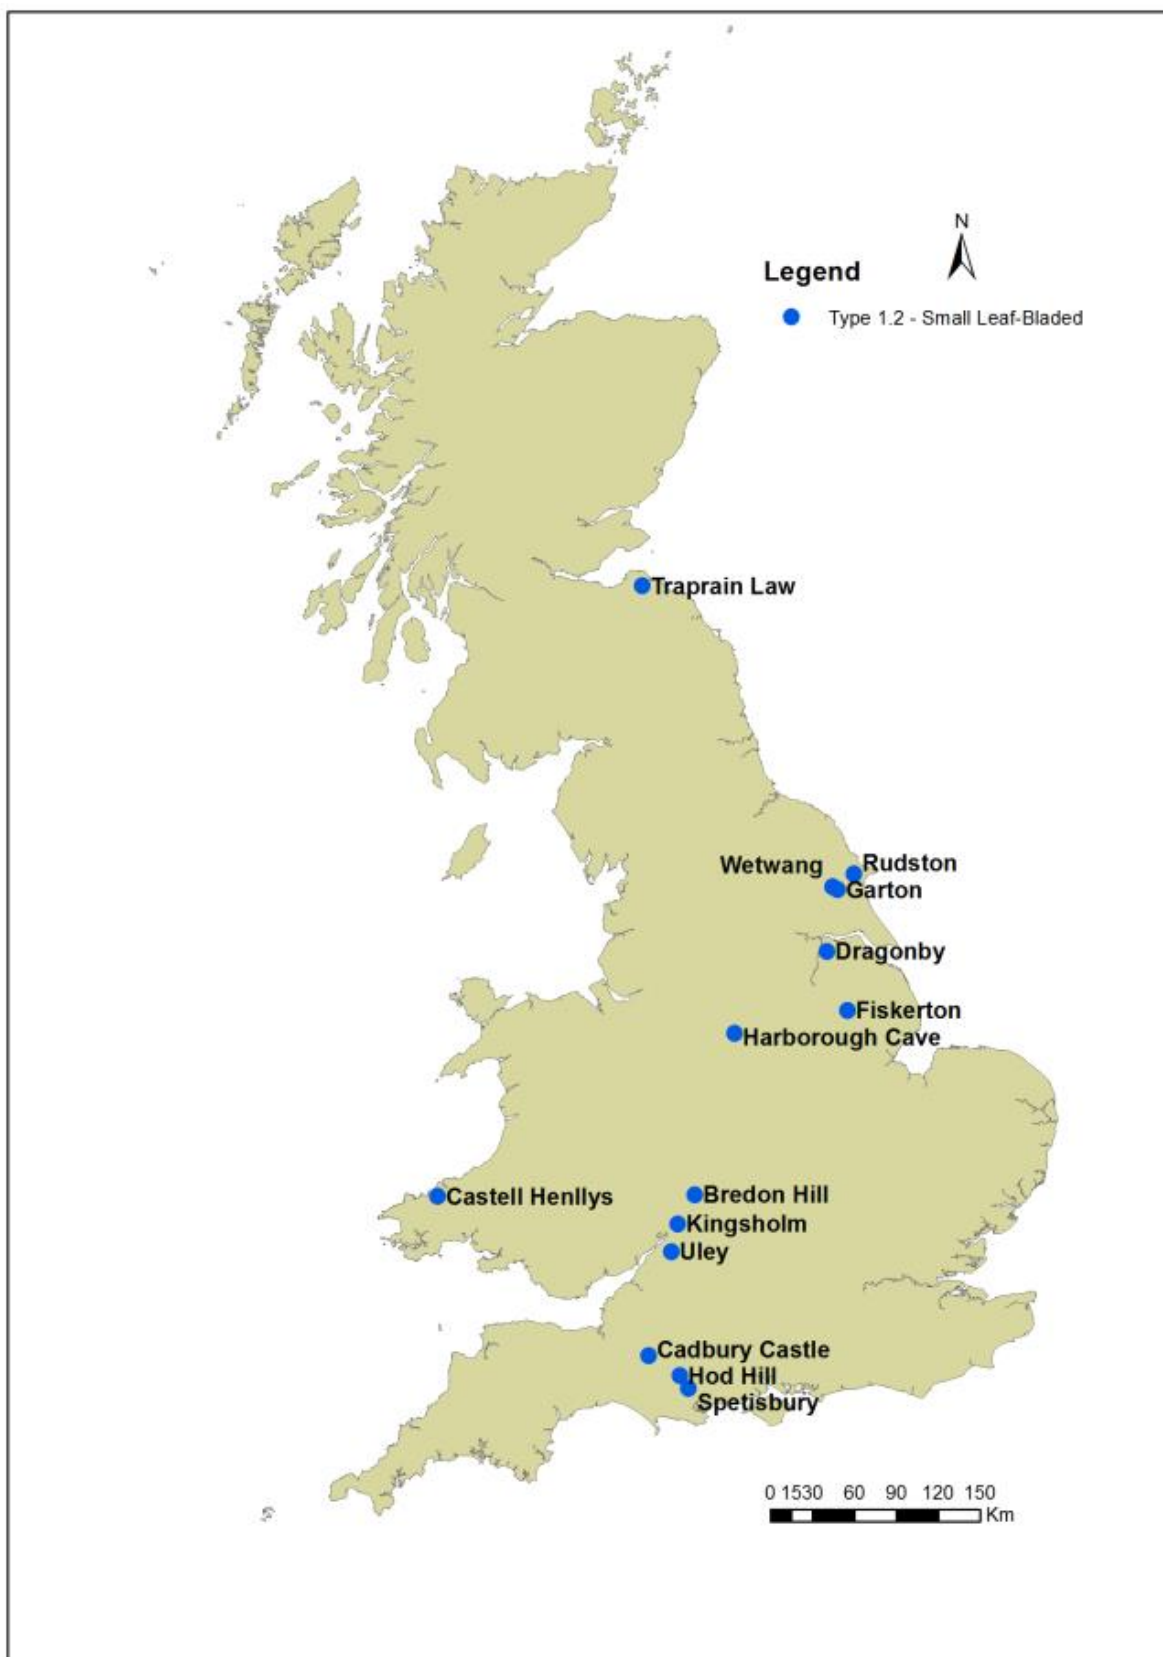 N
Legend
Type 1.2 - Small Leaf-Bladed
Traprain Law
Wetwang
Rudston
Garton
Dragonby
Fiskerton
Harborough Cave
Castell Henllys
Bredon Hill
Kingsholm
Uley
Cadbury Castle
Hod Hill
Spetisbury
0 1530 60 90 120 150
Km